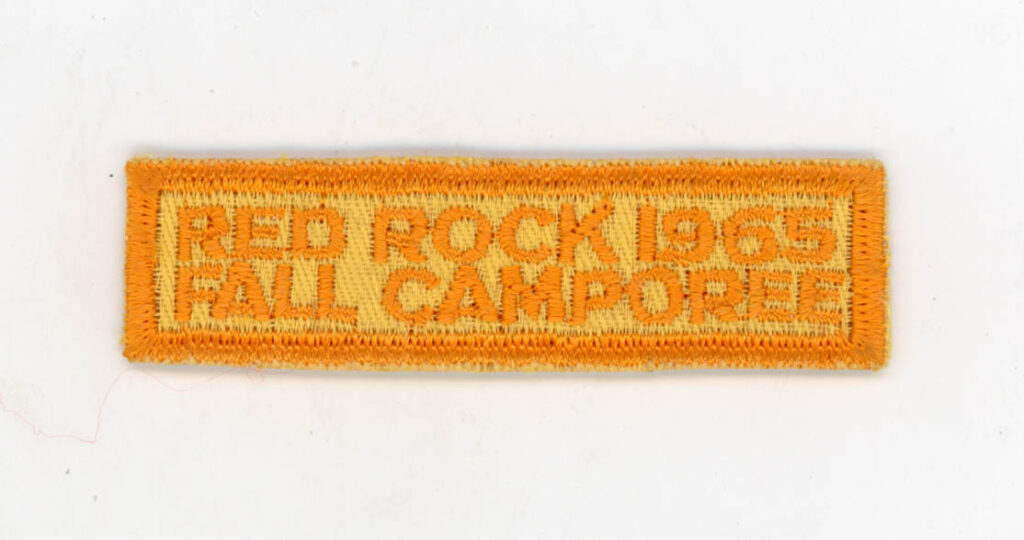 RED ROCK 1965
FALL CAMPOREE